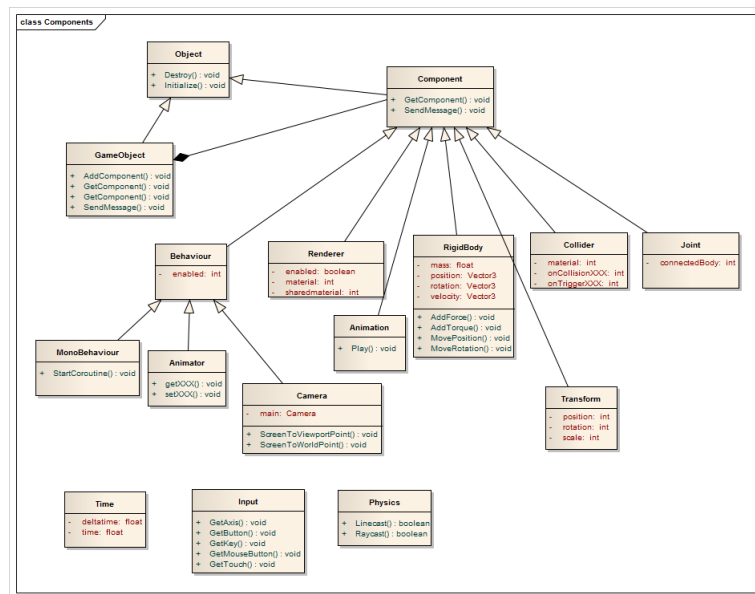 class Components
Object
+ Destroy() : void
+ Initialize() : void
Component
+ GetComponent() : void
+ SendMessage() : void
GameObject
+ AddComponent() : void
+ GetComponent() : void
+ GetComponent() : void
+ SendMessage() : void
Behaviour
- enabled: int
Renderer
- enabled: boolean
- material: int
- sharedmaterial: int
RigidBody
- mass: float
- position: Vector3
- rotation: Vector3
- velocity: Vector3
+ AddForce() : void
+ AddTorque() : void
+ MovePosition() : void
+ MoveRotation() : void
Collider
- material: int
- onCollisionXXX: int
- onTriggerXXX: int
Joint
- connectedBody: int
Animation
+ Play() : void
MonoBehaviour
+ StartCoroutine() : void
Animator
+ getXXX() : void
+ setXXX() : void
Camera
- main: Camera
+ ScreenToViewportPoint() : void
+ ScreenToWorldPoint() : void
Transform
- position: int
- rotation: int
- scale: int
Time
- deltatime: float
- time: float
Input
+ GetAxis() : void
+ GetButton() : void
+ GetKey() : void
+ GetMouseButton() : void
+ GetTouch() : void
Physics
+ Linecast() : boolean
+ Raycast() : boolean